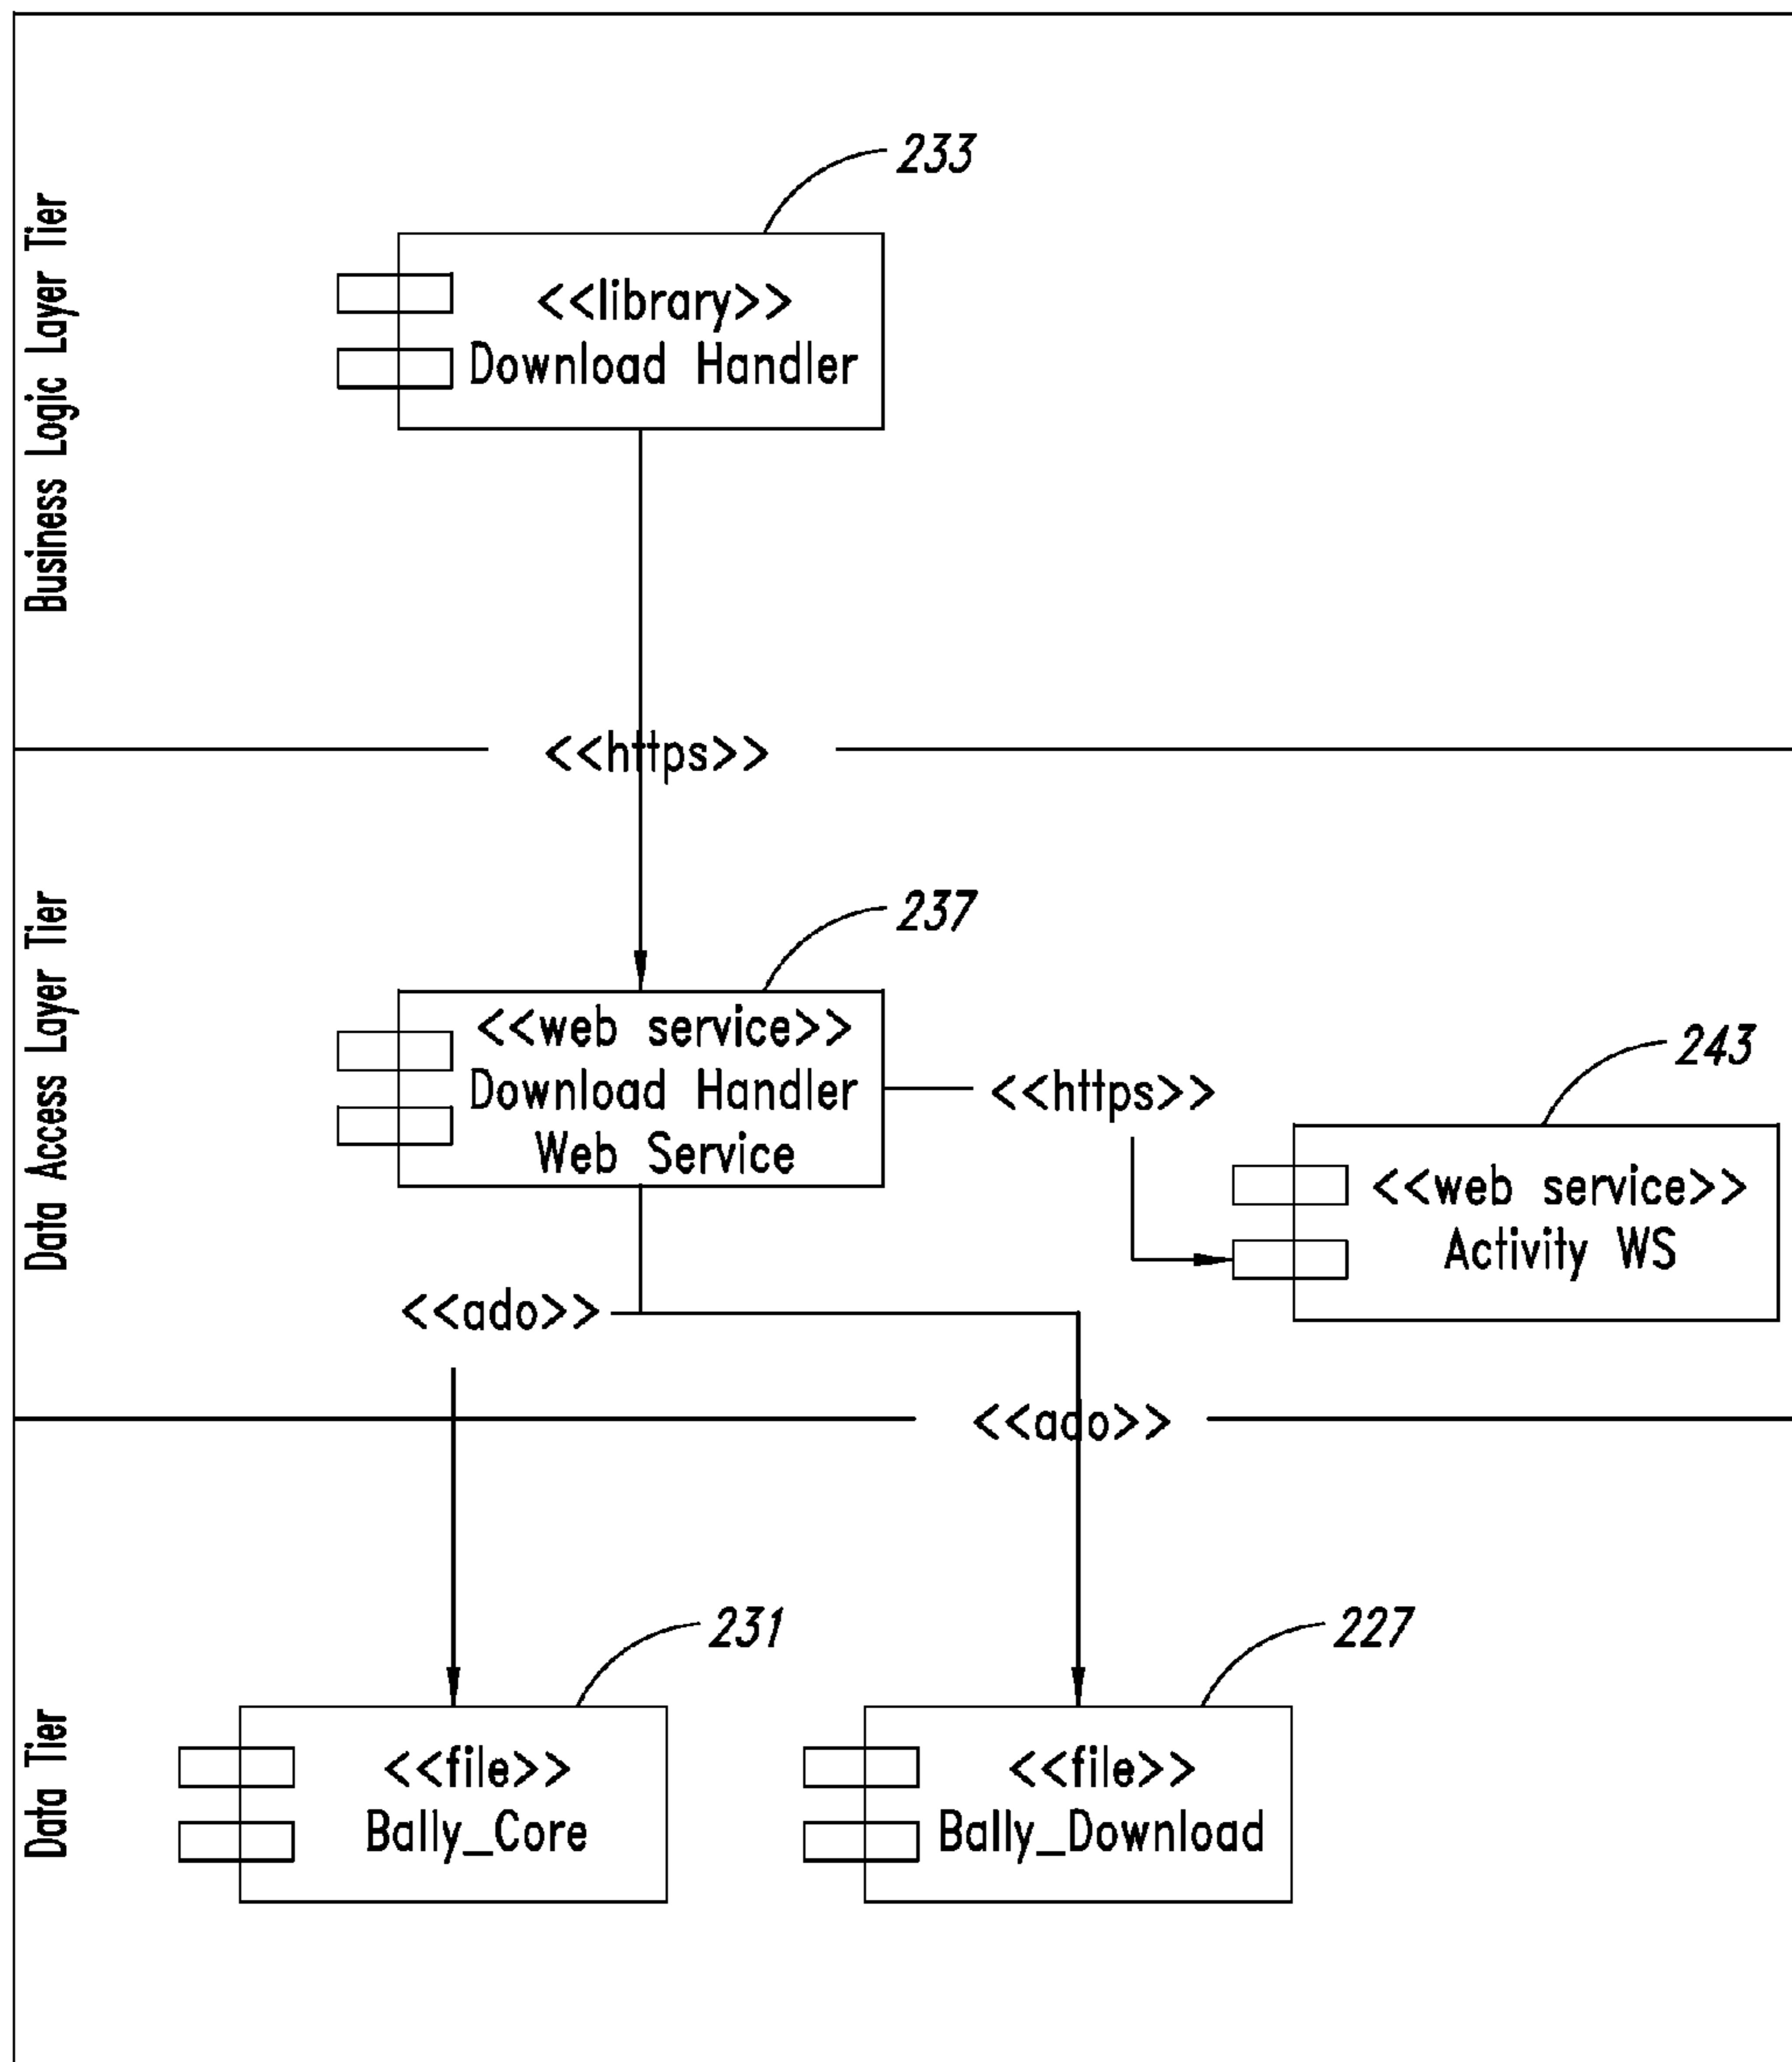 Business Logic Layer Tier
233
<<library>>
Download Handler
<<https>>
Data Access Layer Tier
237
<<web service>>
Download Handler
Web Service
<<https>>
243
<<web service>>
Activity WS
<<ado>>
<<ado>>
Data Tier
231
<<file>>
Bally_Core
227
<<file>>
Bally_Download